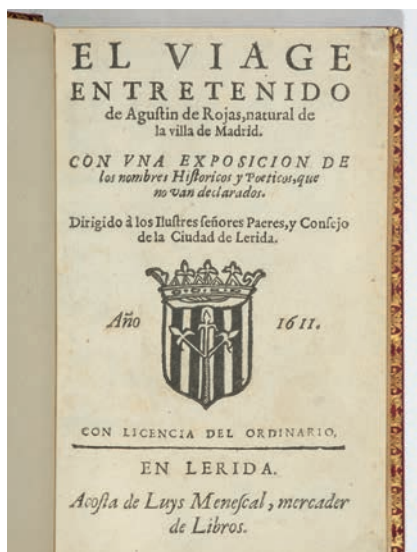 EL VIAGE
ENTRETENIDO
de Aguſtin de Rojas,natural de
la villa de Madrid.
CON VNA EXPOSICION DE
los nombres Hiſtoricos y Poeticos,que
no van declarados.
Dirigido à los Iluſtres ſeñores Paeres,y Conſejo
de la Ciudad de Lerida.
Año 1611.
CON LICENCIA DEL ORDINARIO.
EN LERIDA.
Acoſta de Luys Meneſcal, mercader
de Libros.